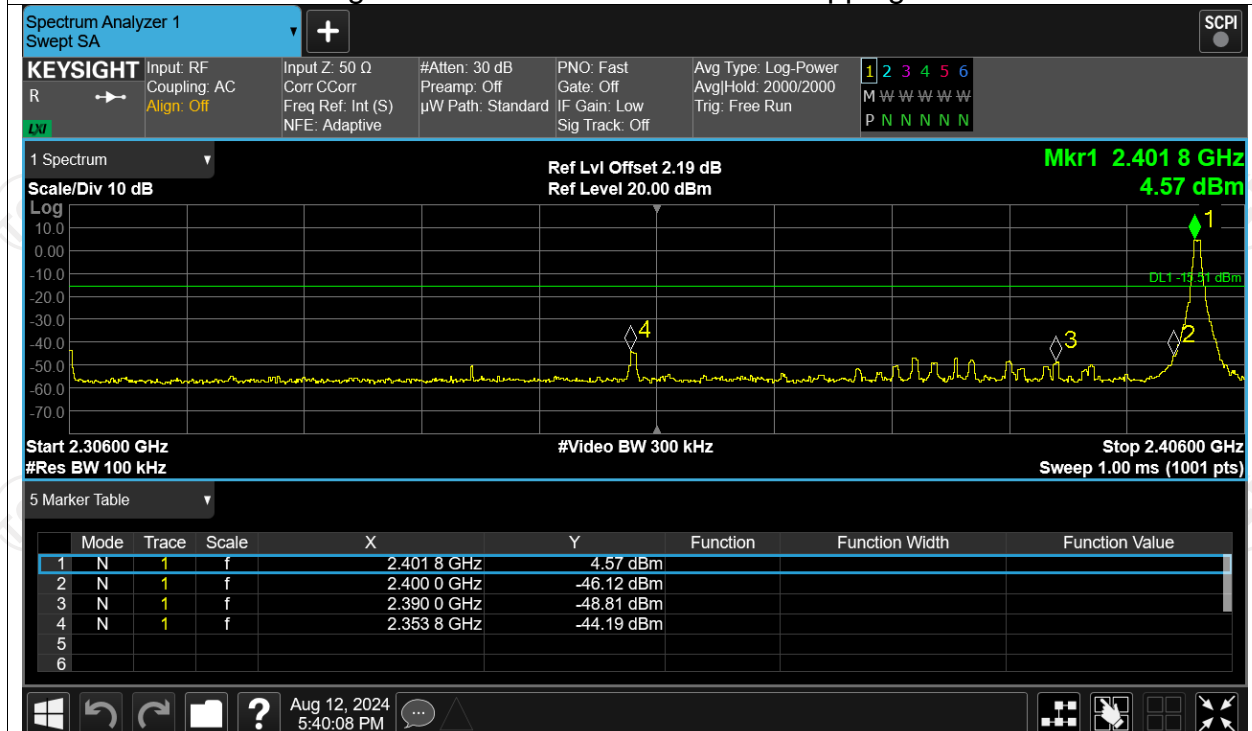 Spectrum Analyzer 1
Swept SA
+
SCPI
KEYSIGHT
R
LXI
Input: RF
Coupling: AC
Align: Off
Input Z: 50 Ω
Corr CCorr
Freq Ref: Int (S)
NFE: Adaptive
#Atten: 30 dB
Preamp: Off
µW Path: Standard
PNO: Fast
Gate: Off
IF Gain: Low
Sig Track: Off
Avg Type: Log-Power
Avg|Hold: 2000/2000
Trig: Free Run
1 2 3 4 5 6
M W W W W W
P N N N N N
1 Spectrum
Scale/Div 10 dB
Ref Lvl Offset 2.19 dB
Ref Level 20.00 dBm
Mkr1 2.401 8 GHz
4.57 dBm
Log
10.0
0.00
-10.0
-20.0
-30.0
-40.0
-50.0
-60.0
-70.0
1
DL1 -15.51 dBm
4
3
2
Start 2.30600 GHz
#Video BW 300 kHz
Stop 2.40600 GHz
#Res BW 100 kHz
Sweep 1.00 ms (1001 pts)
5 Marker Table
Mode Trace Scale X Y Function Function Width Function Value
1 N 1 f 2.401 8 GHz 4.57 dBm
2 N 1 f 2.400 0 GHz -46.12 dBm
3 N 1 f 2.390 0 GHz -48.81 dBm
4 N 1 f 2.353 8 GHz -44.19 dBm
5
6
?
Aug 12, 2024
5:40:08 PM